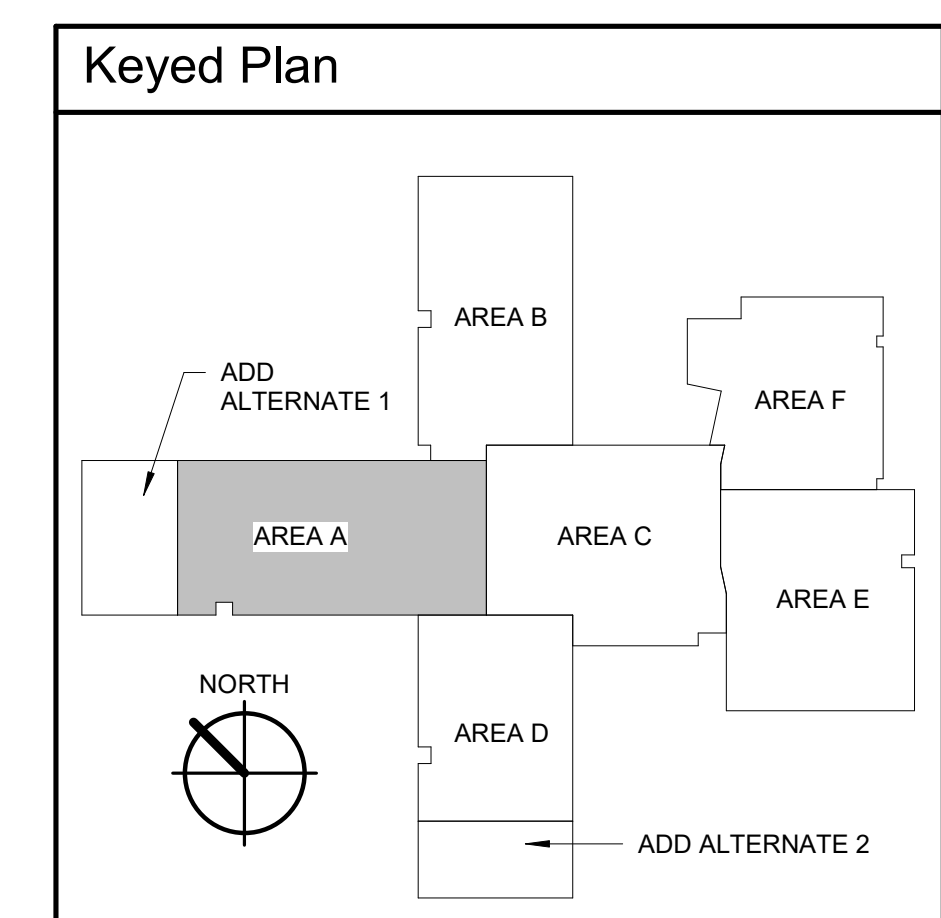 Keyed Plan
AREA B
ADD
ALTERNATE 1
AREA F
AREA A
AREA C
AREA E
NORTH
AREA D
ADD ALTERNATE 2